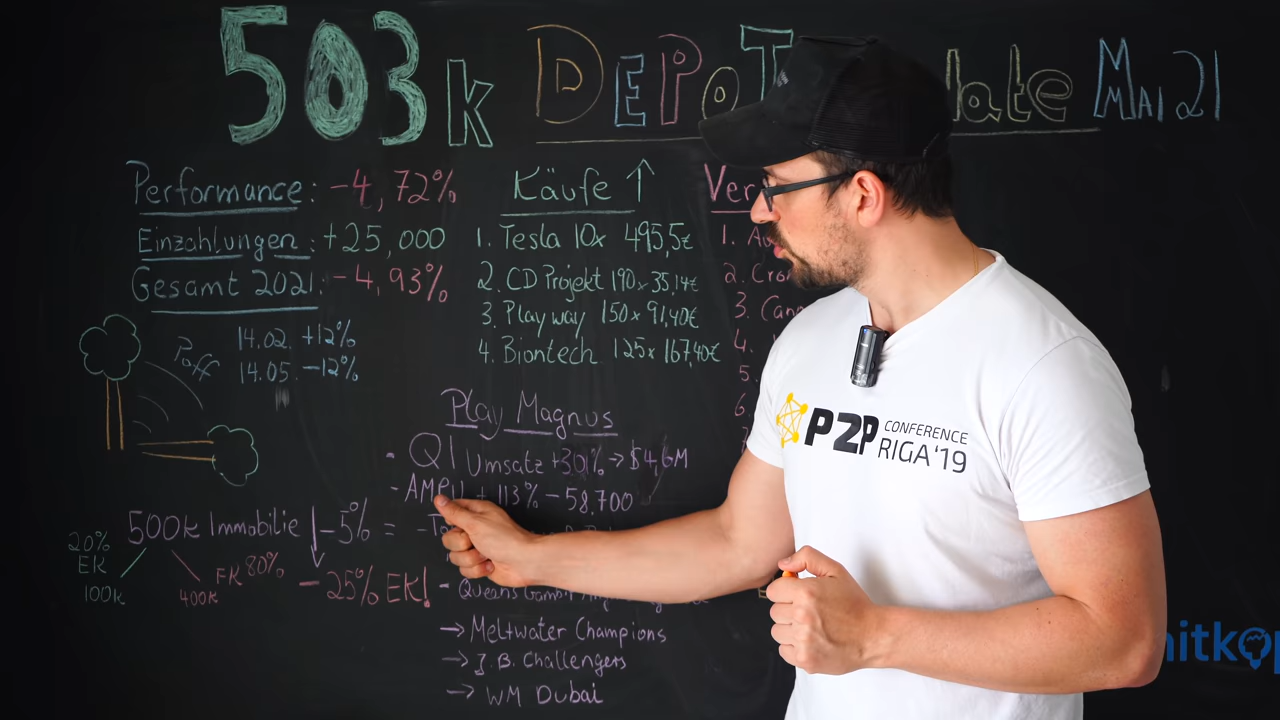 503k DEPOT date MAI 21
Performance: -4,72%
Einzahlungen: +25,000
Gesamt 2021: -4,93%
Paff 14.02. +12%
14.05. -12%
Käufe ↑
1. Tesla 10x 495,5€
2. CD Projekt 190x 35,14€
3. Playway 150x 91,40€
4. Biontech 125x 167,40€
Ver
1. A
2. Cro
3. Can
4.
5.
6.
Play Magnus
- Q1 Umsatz +301% → $4,6M
- AMPU + 113% - 58,700
500k Immobilie ↓ -5% =
20%
EK
100k
FK 80%
400k
-25% EK!
- Queens Gambit
→ Meltwater Champions
→ J.B. Challengers
→ WM Dubai
P2P CONFERENCE
RIGA'19
mitkop